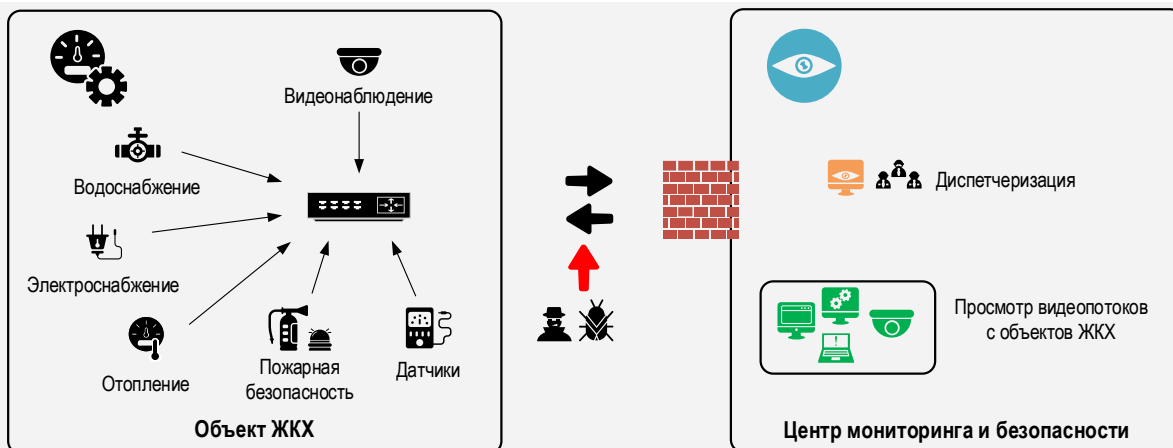 Видеонаблюдение
Водоснабжение
Электроснабжение
Отопление
Пожарная
безопасность
Датчики
Объект ЖКХ
Диспетчеризация
Просмотр видеопотоков
с объектов ЖКХ
Центр мониторинга и безопасности